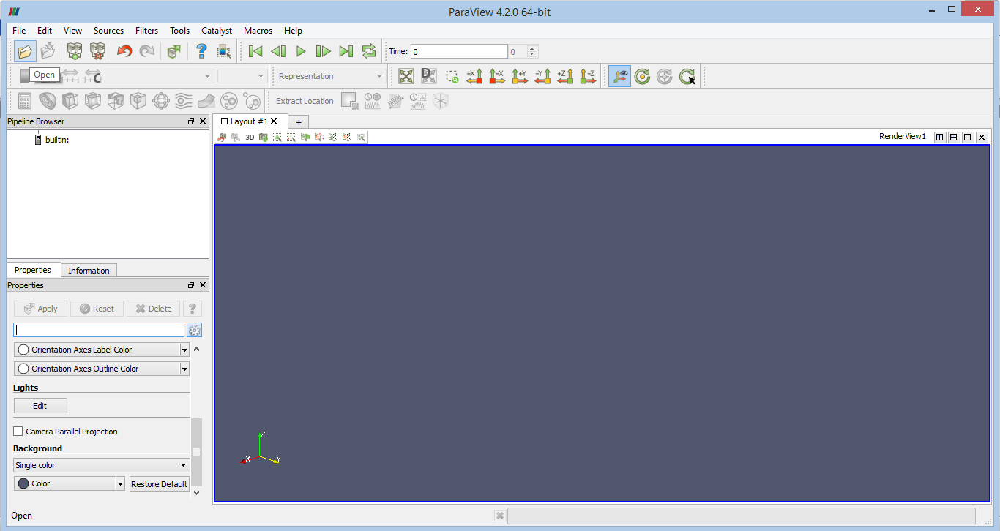 ParaView 4.2.0 64-bit
File Edit View Sources Filters Tools Catalyst Macros Help
Time: 0 0
Open
Representation
+X -X +Y -Y +Z -Z
Extract Location
Pipeline Browser
builtin:
Layout #1
3D
RenderView1
Properties Information
Properties
Apply Reset Delete ?
Orientation Axes Label Color
Orientation Axes Outline Color
Lights
Edit
Camera Parallel Projection
Background
Single color
Color Restore Default
Z
X Y
Open